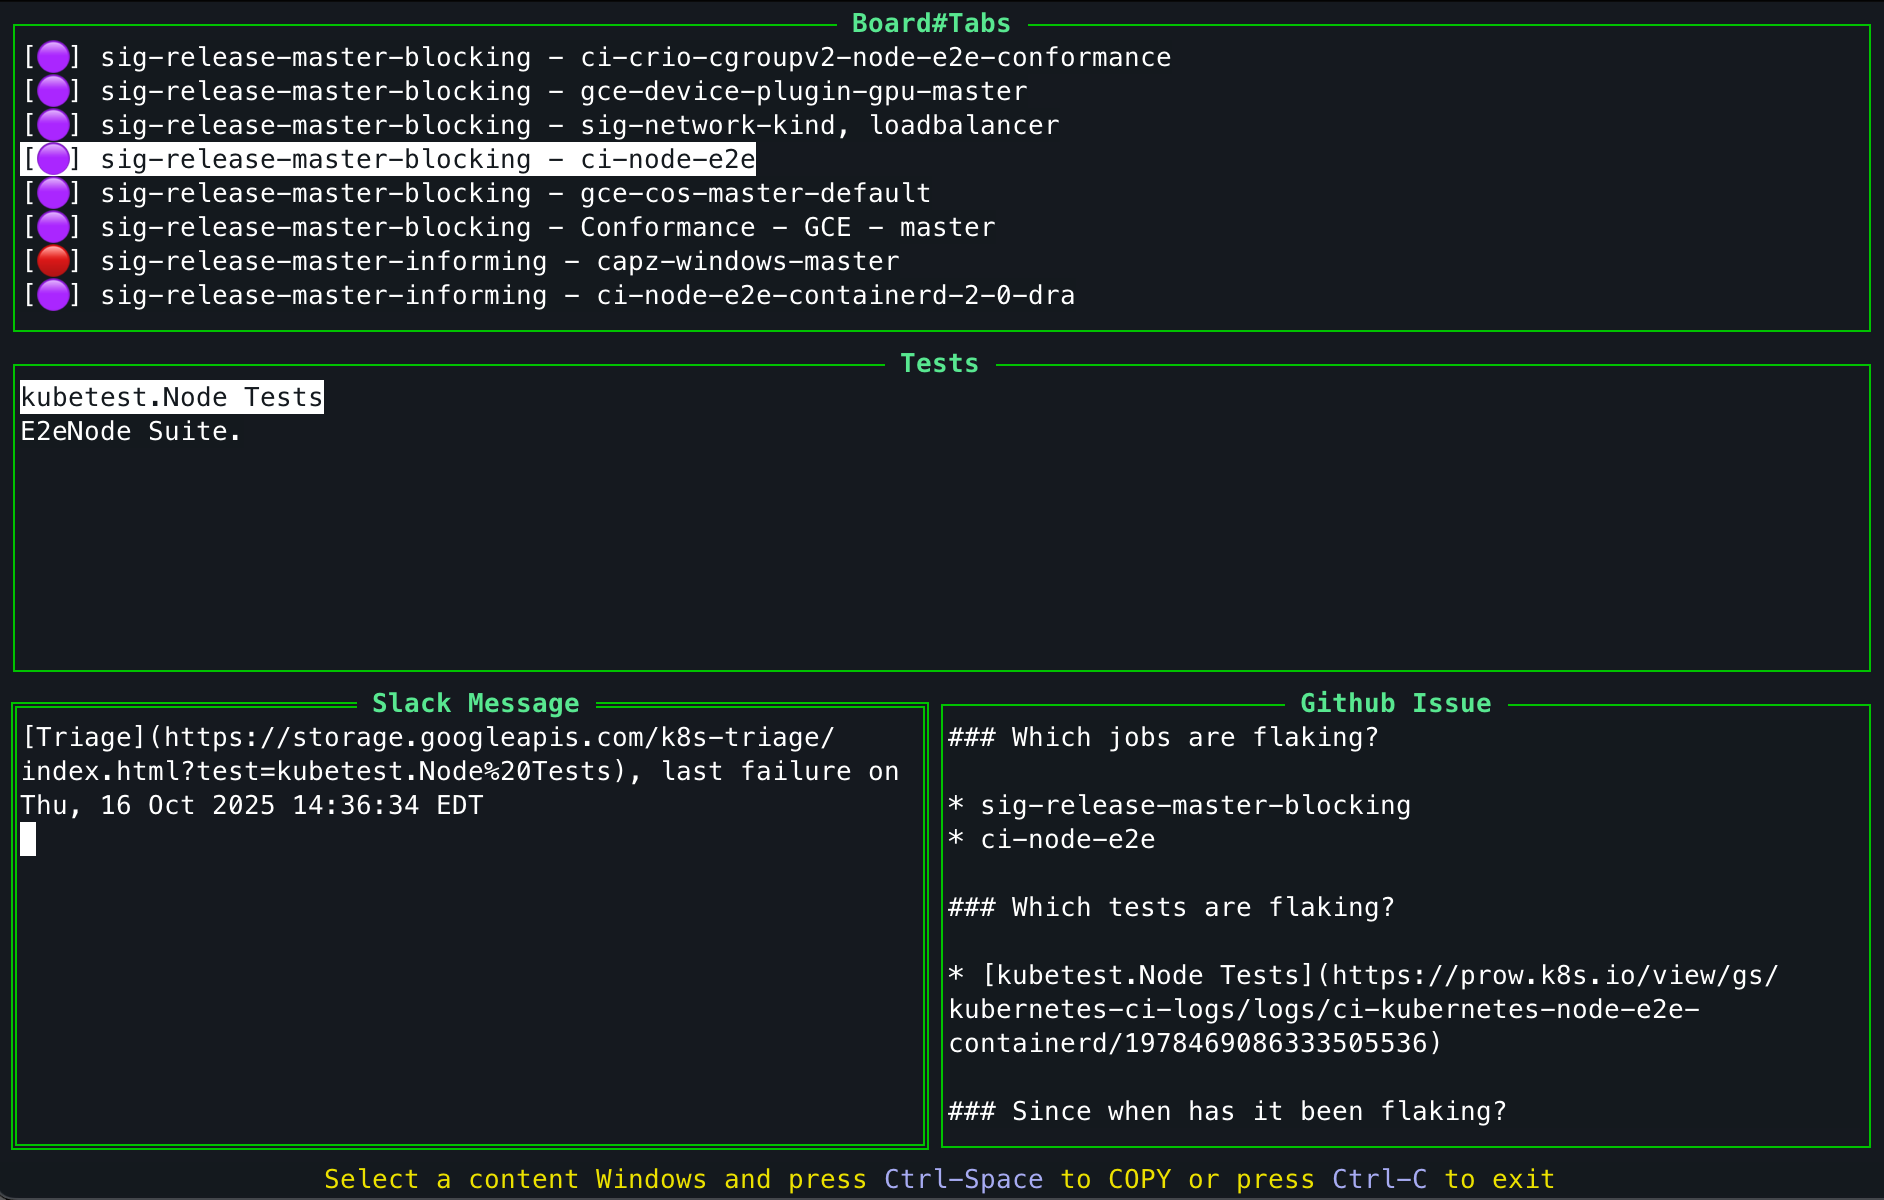 Board#Tabs
[🟣] sig-release-master-blocking - ci-crio-cgroupv2-node-e2e-conformance
[🟣] sig-release-master-blocking - gce-device-plugin-gpu-master
[🟣] sig-release-master-blocking - sig-network-kind, loadbalancer
[🟣] sig-release-master-blocking - ci-node-e2e
[🟣] sig-release-master-blocking - gce-cos-master-default
[🟣] sig-release-master-blocking - Conformance - GCE - master
[🔴] sig-release-master-informing - capz-windows-master
[🟣] sig-release-master-informing - ci-node-e2e-containerd-2-0-dra
Tests
kubetest.Node Tests
E2eNode Suite.
Slack Message
[Triage](https://storage.googleapis.com/k8s-triage/
index.html?test=kubetest.Node%20Tests), last failure on
Thu, 16 Oct 2025 14:36:34 EDT
Github Issue
### Which jobs are flaking?
* sig-release-master-blocking
* ci-node-e2e
### Which tests are flaking?
* [kubetest.Node Tests](https://prow.k8s.io/view/gs/
kubernetes-ci-logs/logs/ci-kubernetes-node-e2e-
containerd/1978469086333505536)
### Since when has it been flaking?
Select a content Windows and press Ctrl-Space to COPY or press Ctrl-C to exit